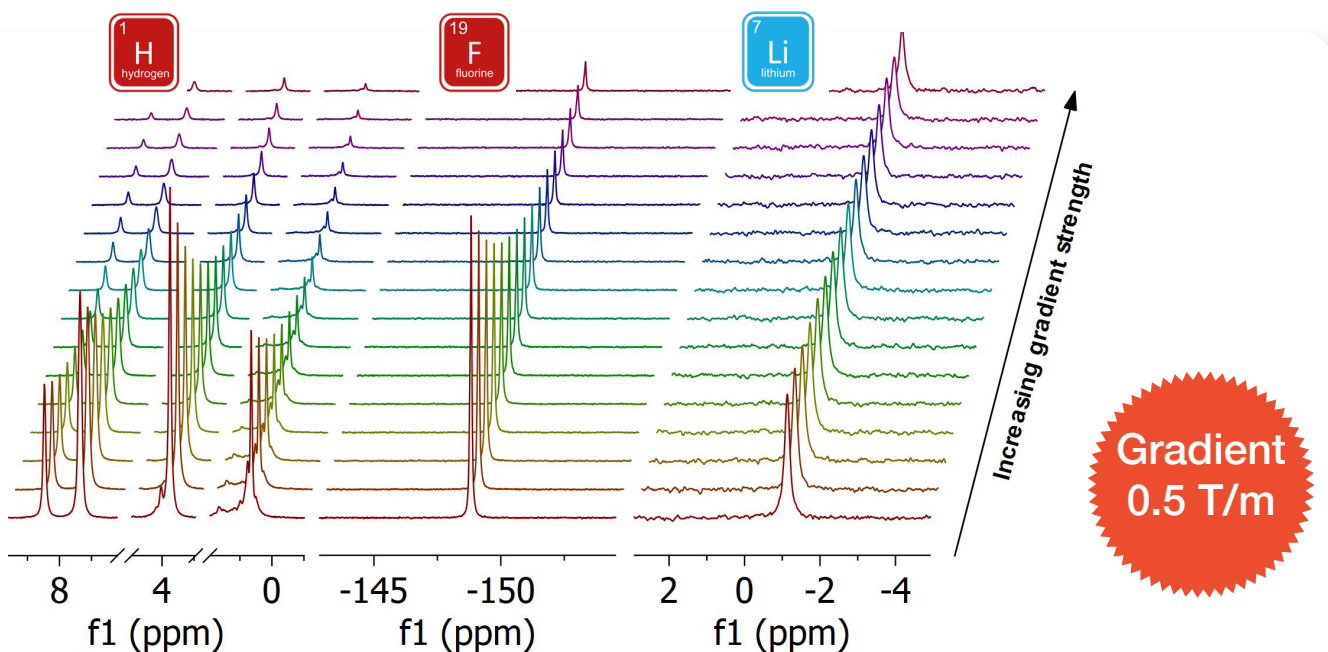 1
H
hydrogen
19
F
fluorine
7
Li
lithium
Increasing gradient strength
Gradient
0.5 T/m
8 4 0 -145 -150 2 0 -2 -4
f1 (ppm) f1 (ppm) f1 (ppm)